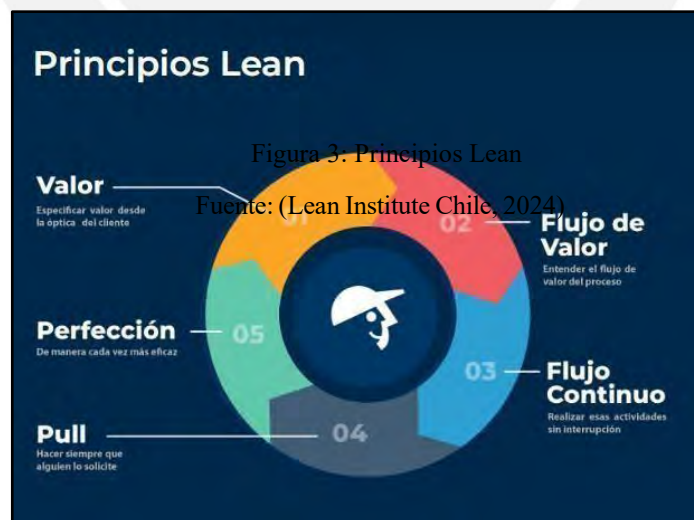 Principios Lean
Figura 3: Principios Lean
Fuente: (Lean Institute Chile, 2024)
Valor
Especificar valor desde
la óptica del cliente
01
02
Flujo de
Valor
Entender el flujo de
valor del proceso
Perfección
De manera cada vez más eficaz
05
03
Flujo
Continuo
Realizar esas actividades
sin interrupción
Pull
Hacer siempre que
alguien lo solicite
04